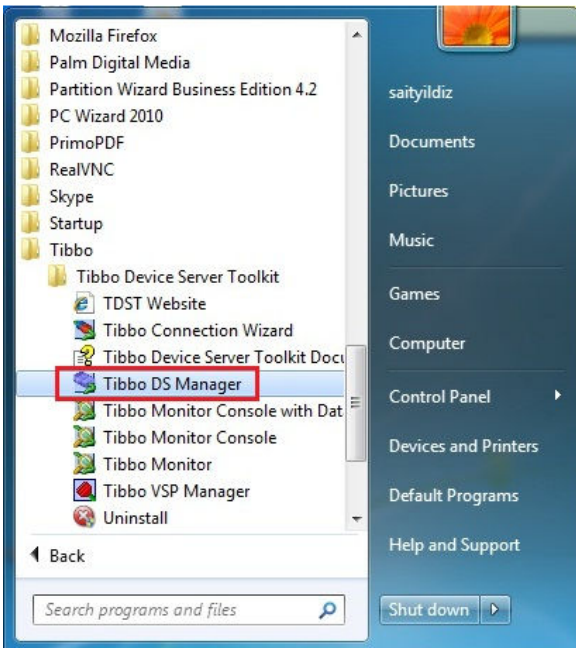 Mozilla Firefox
Palm Digital Media
Partition Wizard Business Edition 4.2
PC Wizard 2010
PrimoPDF
RealVNC
Skype
Startup
Tibbo
Tibbo Device Server Toolkit
TDST Website
Tibbo Connection Wizard
Tibbo Device Server Toolkit Docu
Tibbo DS Manager
Tibbo Monitor Console with Dat
Tibbo Monitor Console
Tibbo Monitor
Tibbo VSP Manager
Uninstall
Back
Search programs and files
saityildiz
Documents
Pictures
Music
Games
Computer
Control Panel
Devices and Printers
Default Programs
Help and Support
Shut down